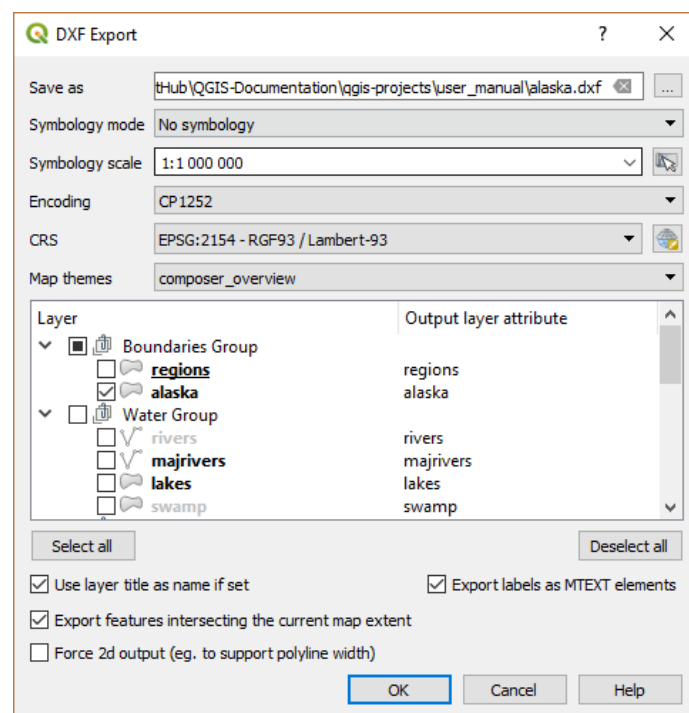 DXF Export
Save as tHub\QGIS-Documentation\qgis-projects\user_manual\alaska.dxf ...
Symbology mode No symbology
Symbology scale 1:1 000 000
Encoding CP1252
CRS EPSG:2154 - RGF93 / Lambert-93
Map themes composer_overview
Layer Output layer attribute
Boundaries Group
regions regions
alaska alaska
Water Group
rivers rivers
majrivers majrivers
lakes lakes
swamp swamp
Select all Deselect all
Use layer title as name if set Export labels as MTEXT elements
Export features intersecting the current map extent
Force 2d output (eg. to support polyline width)
OK Cancel Help